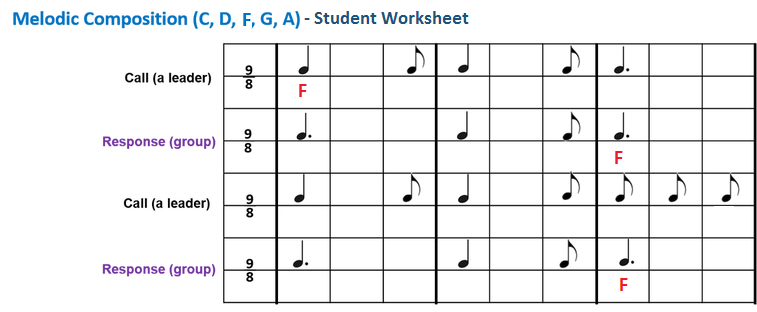 Melodic Composition (C, D, F, G, A) - Student Worksheet
Call (a leader) 9/8
F
Response (group) 9/8
F
Call (a leader) 9/8
Response (group) 9/8
F